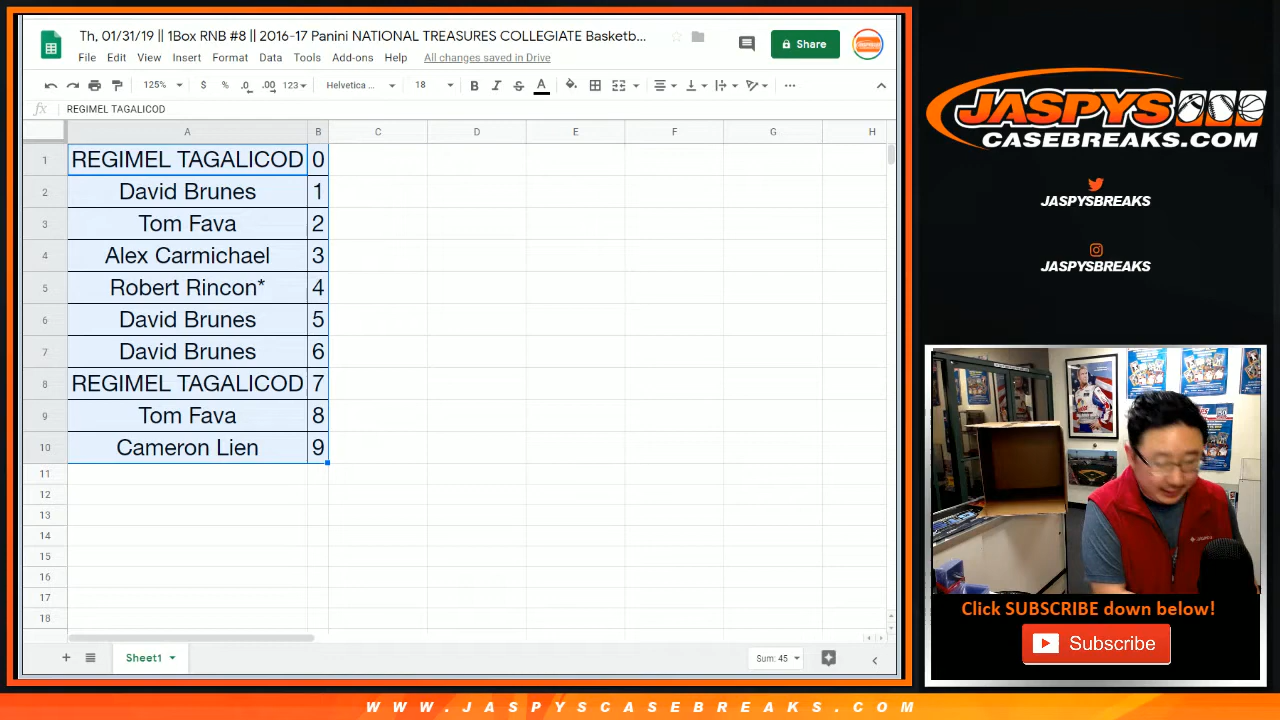 Th, 01/31/19 || 1Box RNB #8 || 2016-17 Panini NATIONAL TREASURES COLLEGIATE Basketb...
Share
File Edit View Insert Format Data Tools Add-ons Help All changes saved in Drive
125% $ % .0 .00 123 Helvetica ... 18 B I S A
fx REGIMEL TAGALICOD
A B C D E F G H
1 REGIMEL TAGALICOD 0
2 David Brunes 1
3 Tom Fava 2
4 Alex Carmichael 3
5 Robert Rincon* 4
6 David Brunes 5
7 David Brunes 6
8 REGIMEL TAGALICOD 7
9 Tom Fava 8
10 Cameron Lien 9
11
12
13
14
15
16
17
18
Sheet1
Sum: 45
JASPYS
CASEBREAKS.COM
JASPYSBREAKS
JASPYSBREAKS
Click SUBSCRIBE down below!
Subscribe
WWW.JASPYSCASEBREAKS.COM